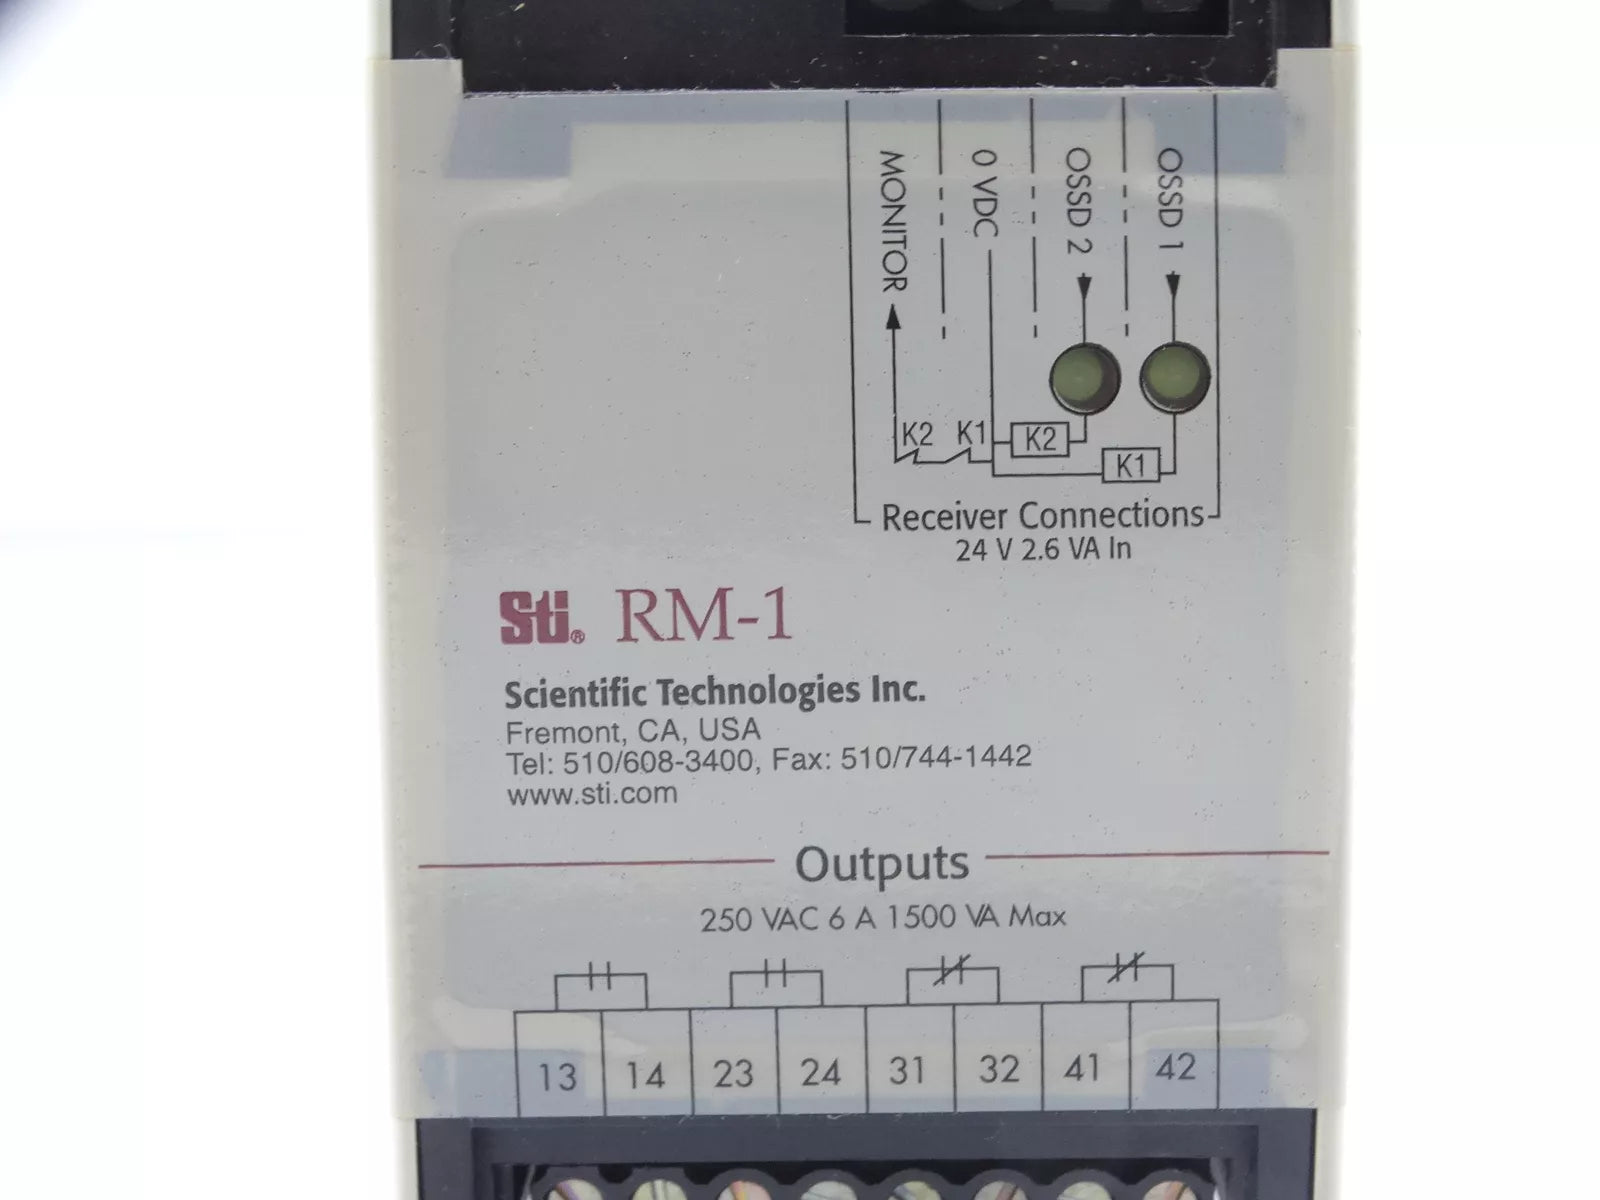 MONITOR
0 VDC
OSSD 2
OSSD 1
K2 K1 K2
K1
Receiver Connections
24 V 2.6 VA In
Sti® RM-1
Scientific Technologies Inc.
Fremont, CA, USA
Tel: 510/608-3400, Fax: 510/744-1442
www.sti.com
Outputs
250 VAC 6 A 1500 VA Max
13 14 23 24 31 32 41 42